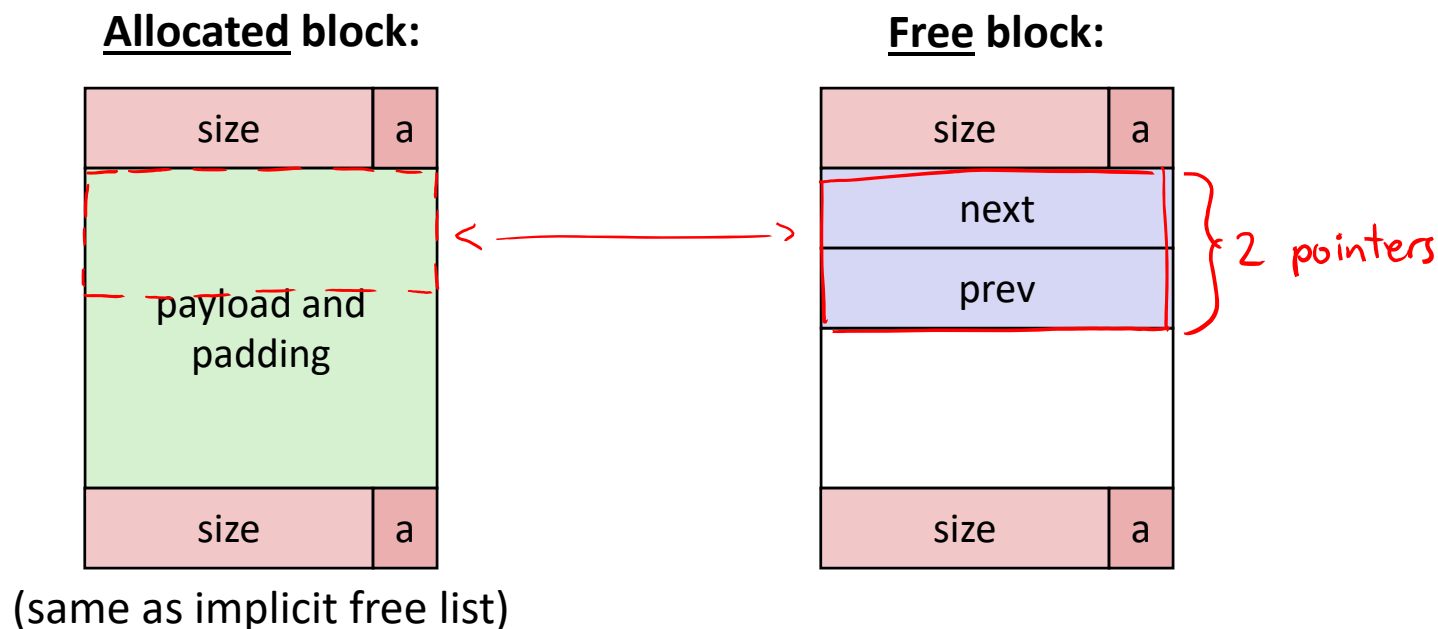 Allocated block:
Free block:
size a
size a
next
prev
2 pointers
payload and
padding
size a
size a
(same as implicit free list)